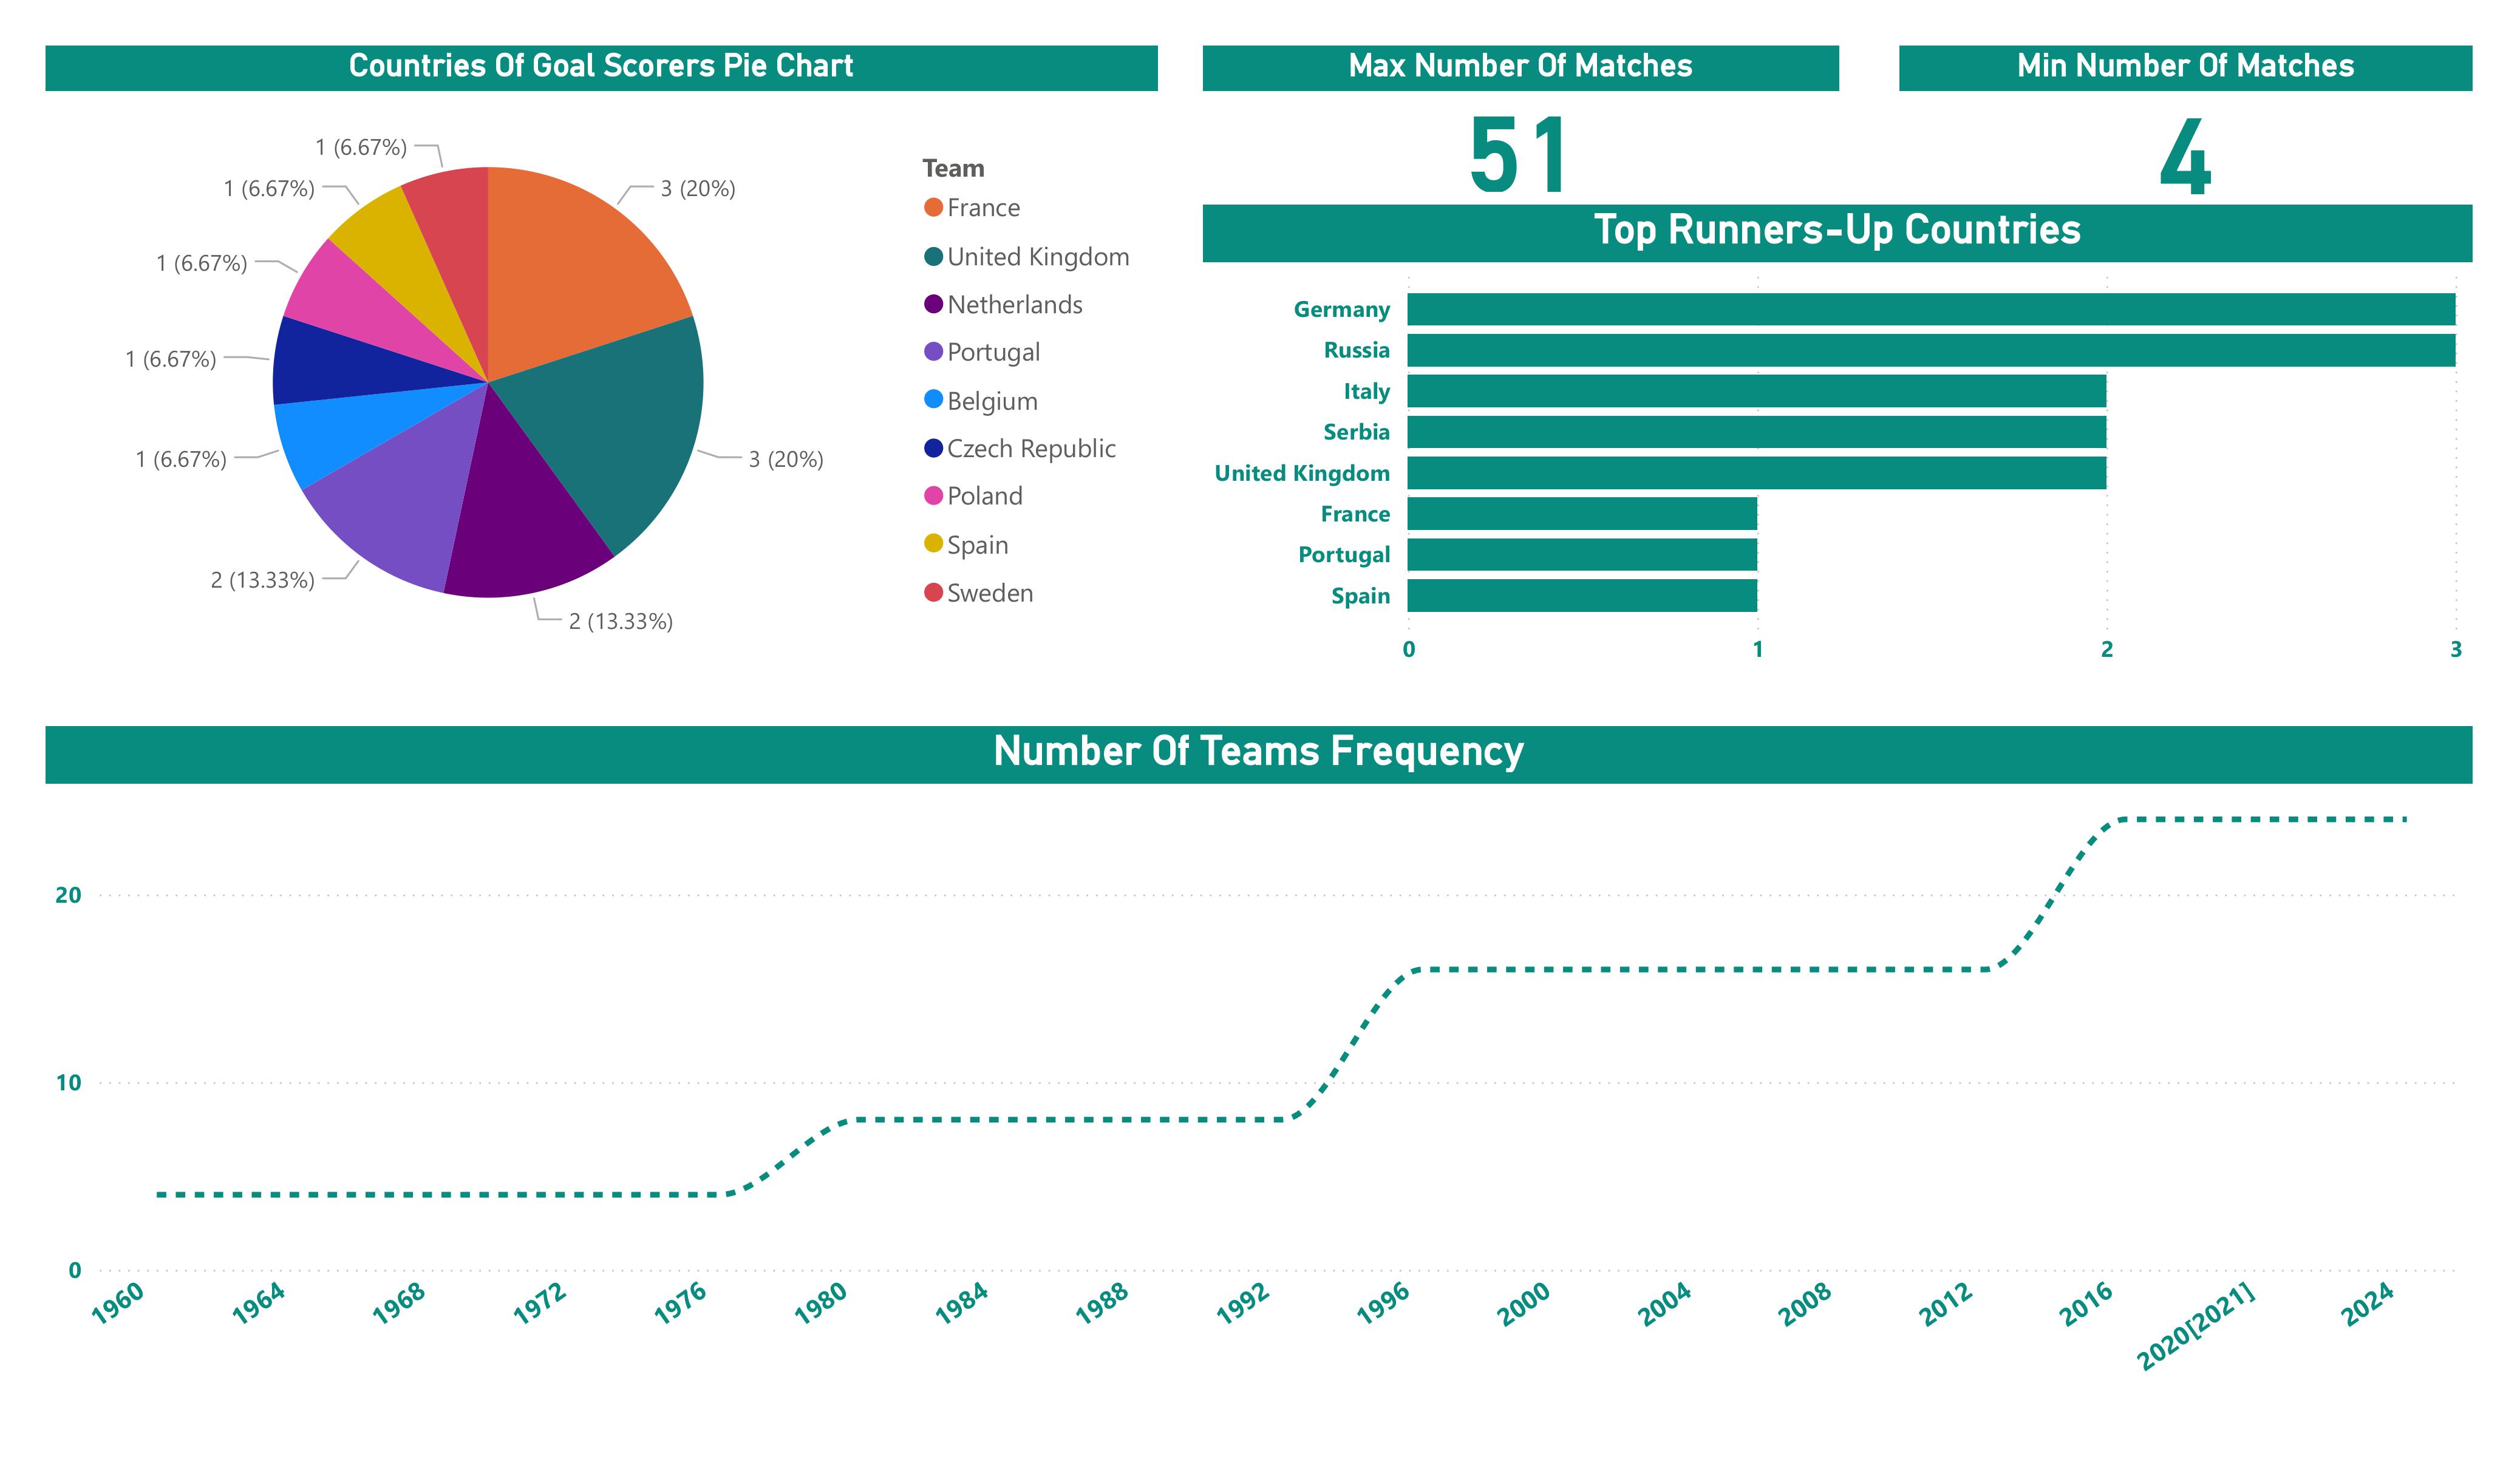 Countries Of Goal Scorers Pie Chart
1 (6.67%)
1 (6.67%)
3 (20%)
1 (6.67%)
1 (6.67%)
1 (6.67%)
3 (20%)
2 (13.33%)
2 (13.33%)
Team
France
United Kingdom
Netherlands
Portugal
Belgium
Czech Republic
Poland
Spain
Sweden
Max Number Of Matches
51
Min Number Of Matches
4
Top Runners-Up Countries
Germany
Russia
Italy
Serbia
United Kingdom
France
Portugal
Spain
0 1 2 3
Number Of Teams Frequency
20
10
0
1960 1964 1968 1972 1976 1980 1984 1988 1992 1996 2000 2004 2008 2012 2016 2020[2021] 2024